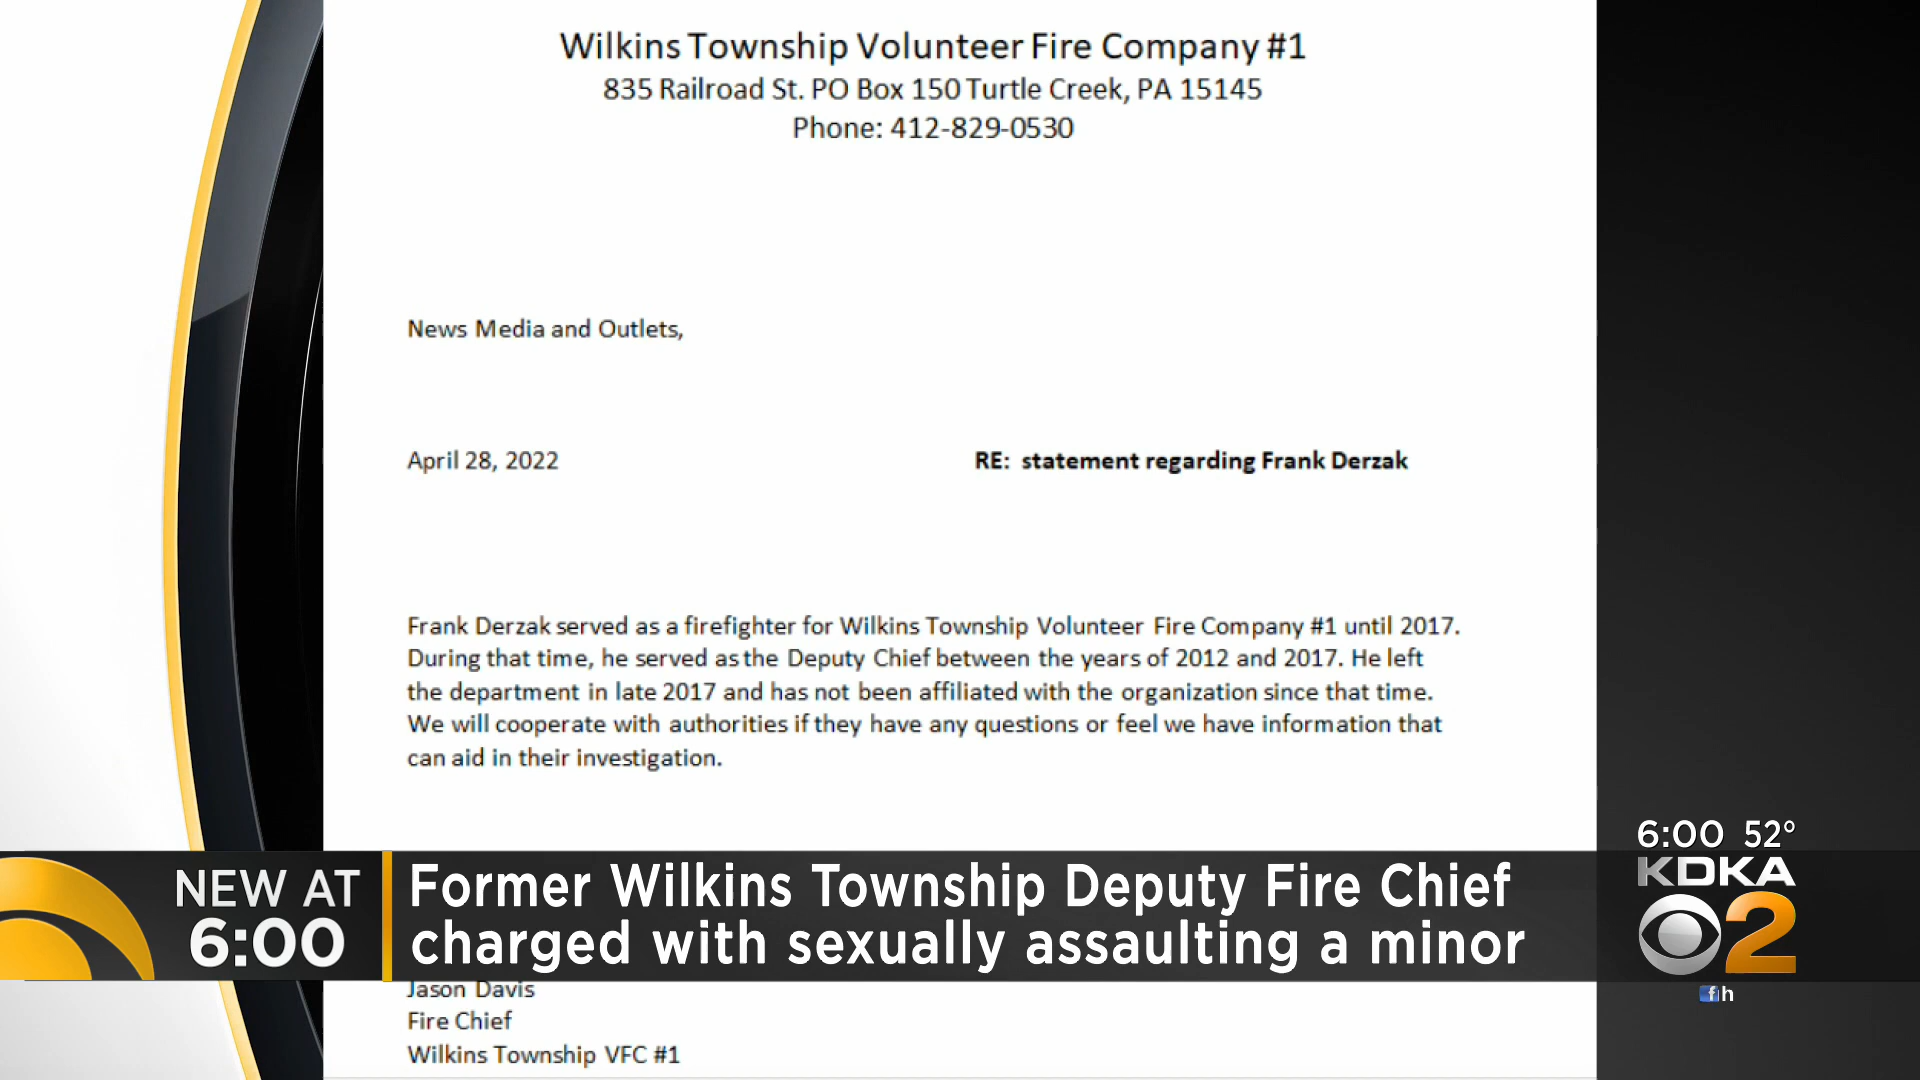 Wilkins Township Volunteer Fire Company #1
835 Railroad St. PO Box 150 Turtle Creek, PA 15145
Phone: 412-829-0530
News Media and Outlets,
April 28, 2022 RE: statement regarding Frank Derzak
Frank Derzak served as a firefighter for Wilkins Township Volunteer Fire Company #1 until 2017.
During that time, he served as the Deputy Chief between the years of 2012 and 2017. He left
the department in late 2017 and has not been affiliated with the organization since that time.
We will cooperate with authorities if they have any questions or feel we have information that
can aid in their investigation.
NEW AT
6:00
Former Wilkins Township Deputy Fire Chief
charged with sexually assaulting a minor
6:00 52°
KDKA
2
f h
Jason Davis
Fire Chief
Wilkins Township VFC #1